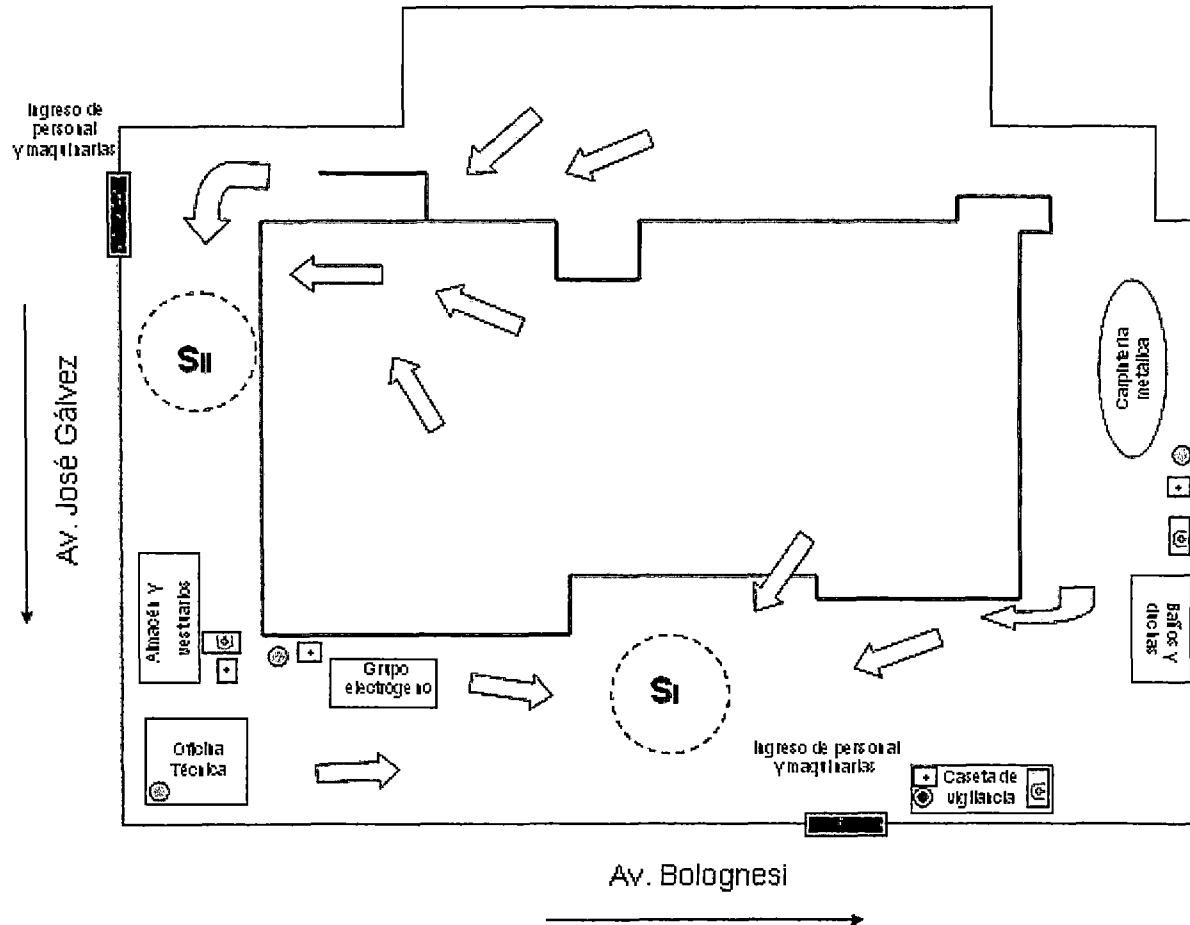 Ingreso de
personal
y maquinarias
Av. José Gálvez
SII
Carpintería
metálica
Almacén y
vestuarios
Grupo
electrógeno
SI
Baños y
duchas
Oficina
Técnica
Ingreso de personal
y maquinarias
Caseta de
vigilancia
Av. Bolognesi